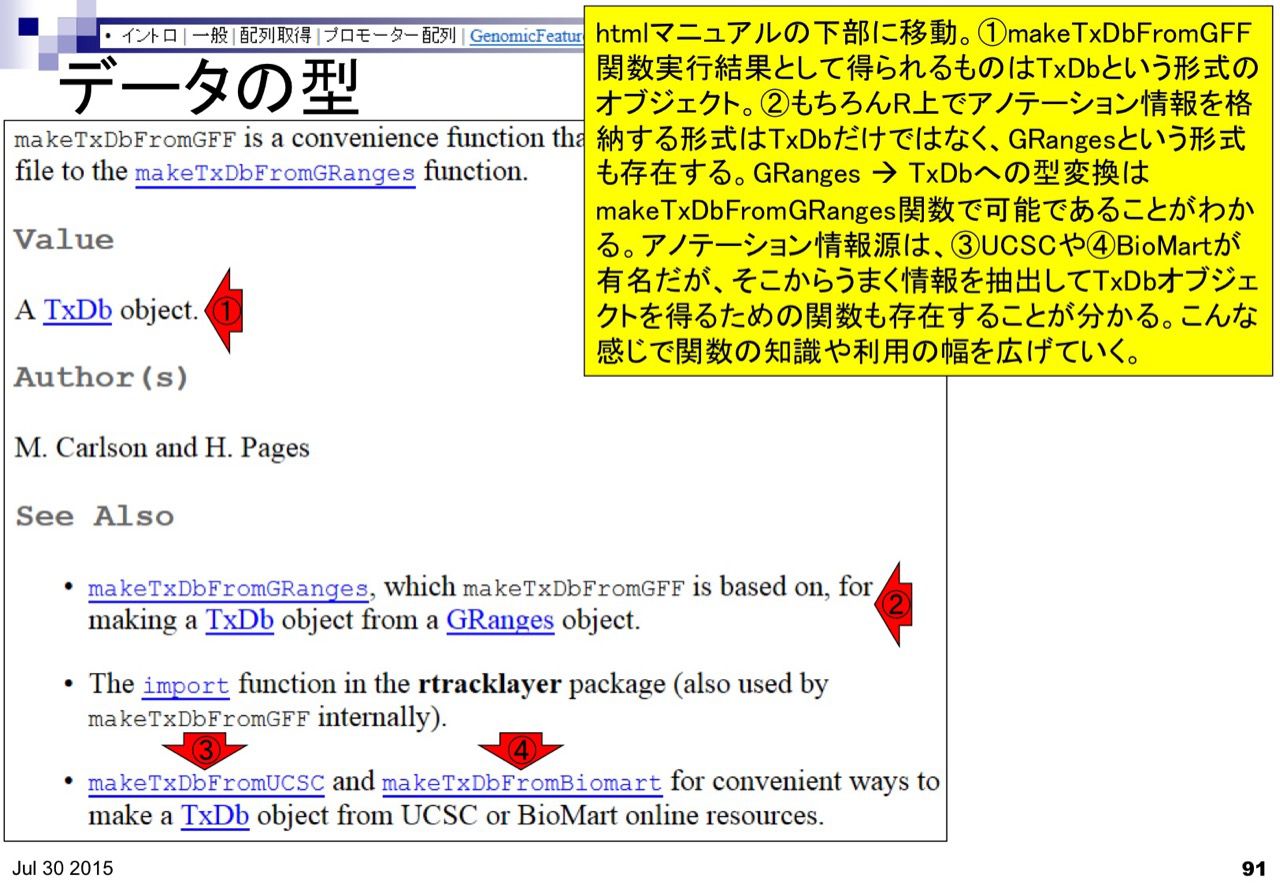 • イントロ | 一般 | 配列取得 | プロモーター配列 | GenomicFeatur
データの型
htmlマニュアルの下部に移動。①makeTxDbFromGFF
関数実行結果として得られるものはTxDbという形式の
オブジェクト。②もちろんR上でアノテーション情報を格
納する形式はTxDbだけではなく、GRangesという形式
も存在する。GRanges → TxDbへの型変換は
makeTxDbFromGRanges関数で可能であることがわか
る。アノテーション情報源は、③UCSCや④BioMartが
有名だが、そこからうまく情報を抽出してTxDbオブジェ
クトを得るための関数も存在することが分かる。こんな
感じで関数の知識や利用の幅を広げていく。
makeTxDbFromGFF is a convenience function tha
file to the makeTxDbFromGRanges function.
Value
A TxDb object. ①
Author(s)
M. Carlson and H. Pages
See Also
• makeTxDbFromGRanges, which makeTxDbFromGFF is based on, for
making a TxDb object from a GRanges object. ②
• The import function in the rtracklayer package (also used by
makeTxDbFromGFF internally).
③ ④
• makeTxDbFromUCSC and makeTxDbFromBiomart for convenient ways to
make a TxDb object from UCSC or BioMart online resources.
Jul 30 2015
91